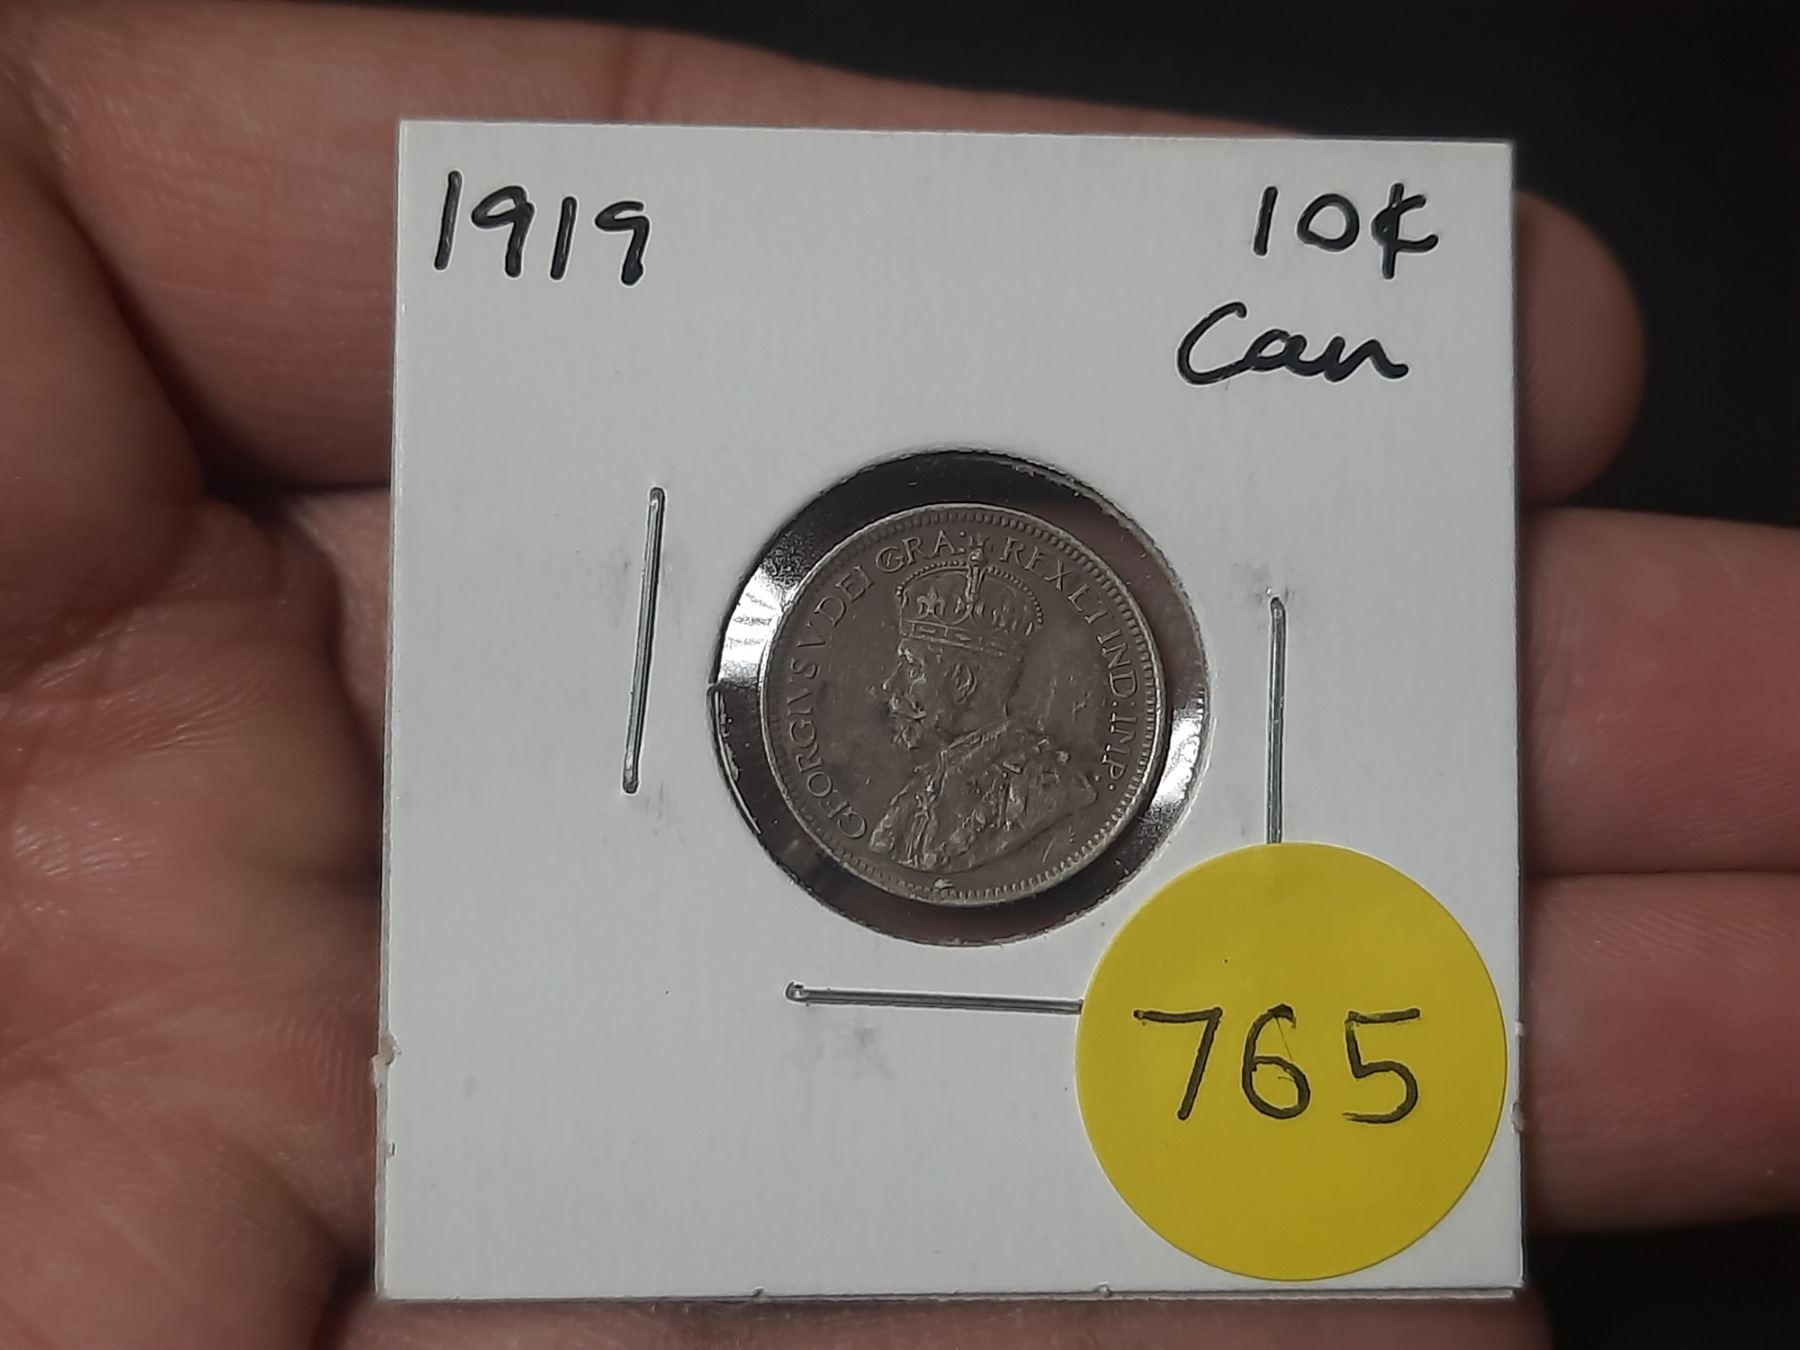 1919
10¢
Can
GEORGIVS V DEI GRA: REX ET IND: IMP:
765